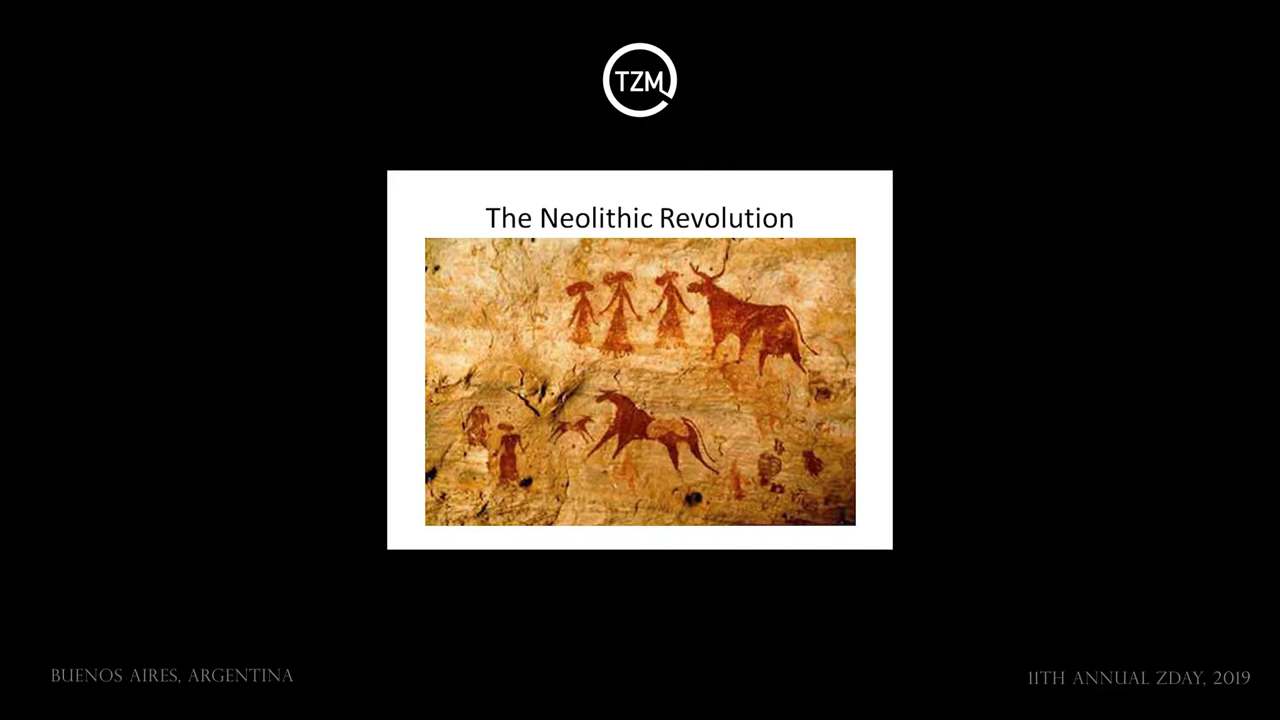 TZM
The Neolithic Revolution
BUENOS AIRES, ARGENTINA
11TH ANNUAL ZDAY, 2019